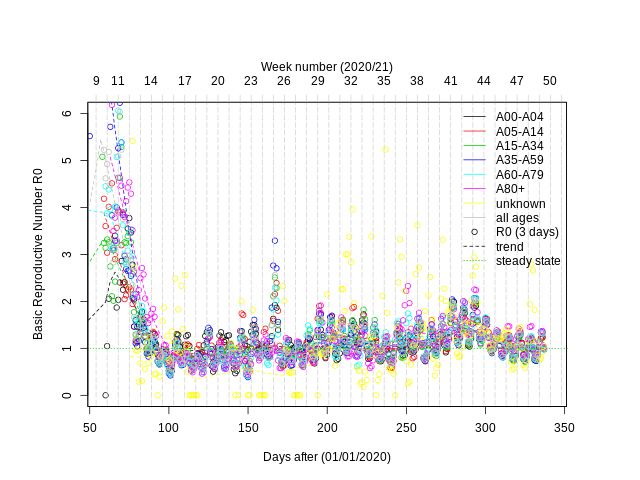 Week number (2020/21)
9 11 14 17 20 23 26 29 32 35 38 41 44 47 50
Basic Reproductive Number R0
6
5
4
3
2
1
0
A00-A04
A05-A14
A15-A34
A35-A59
A60-A79
A80+
unknown
all ages
R0 (3 days)
trend
steady state
50 100 150 200 250 300 350
Days after (01/01/2020)